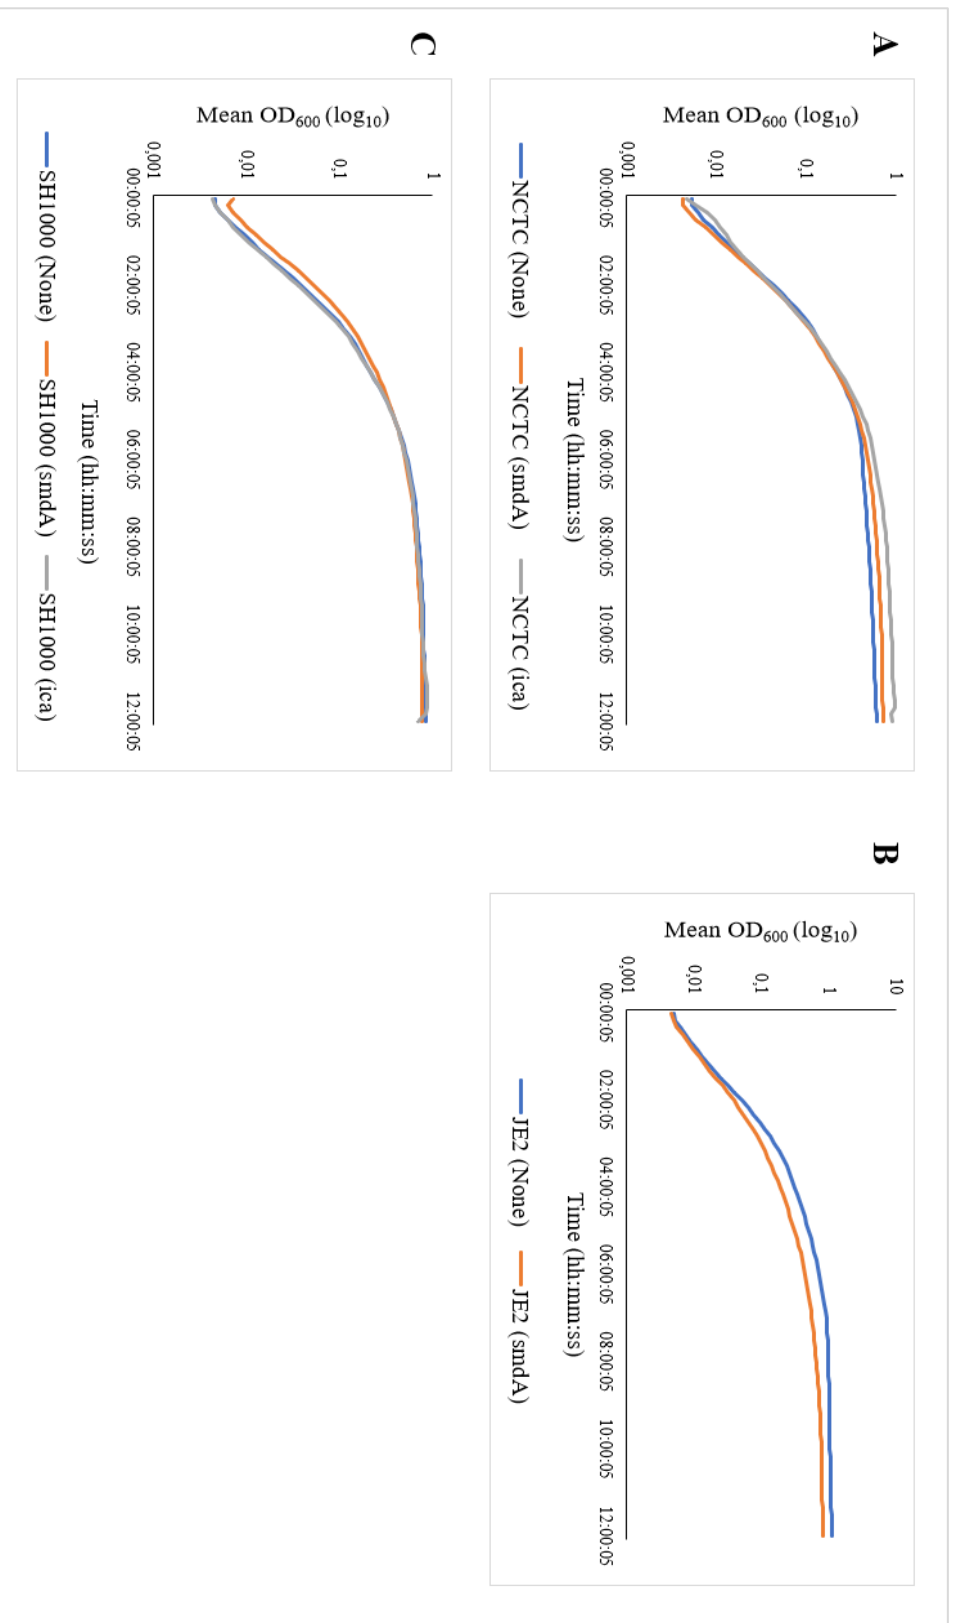 A
Mean OD600 (log10)
1
0,1
0,01
0,001
00:00:05 02:00:05 04:00:05 06:00:05 08:00:05 10:00:05 12:00:05
Time (hh:mm:ss)
NCTC (None) NCTC (smdA) NCTC (ica)
B
Mean OD600 (log10)
10
1
0,1
0,01
0,001
00:00:05 02:00:05 04:00:05 06:00:05 08:00:05 10:00:05 12:00:05
Time (hh:mm:ss)
JE2 (None) JE2 (smdA)
C
Mean OD600 (log10)
1
0,1
0,01
0,001
00:00:05 02:00:05 04:00:05 06:00:05 08:00:05 10:00:05 12:00:05
Time (hh:mm:ss)
SH1000 (None) SH1000 (smdA) SH1000 (ica)